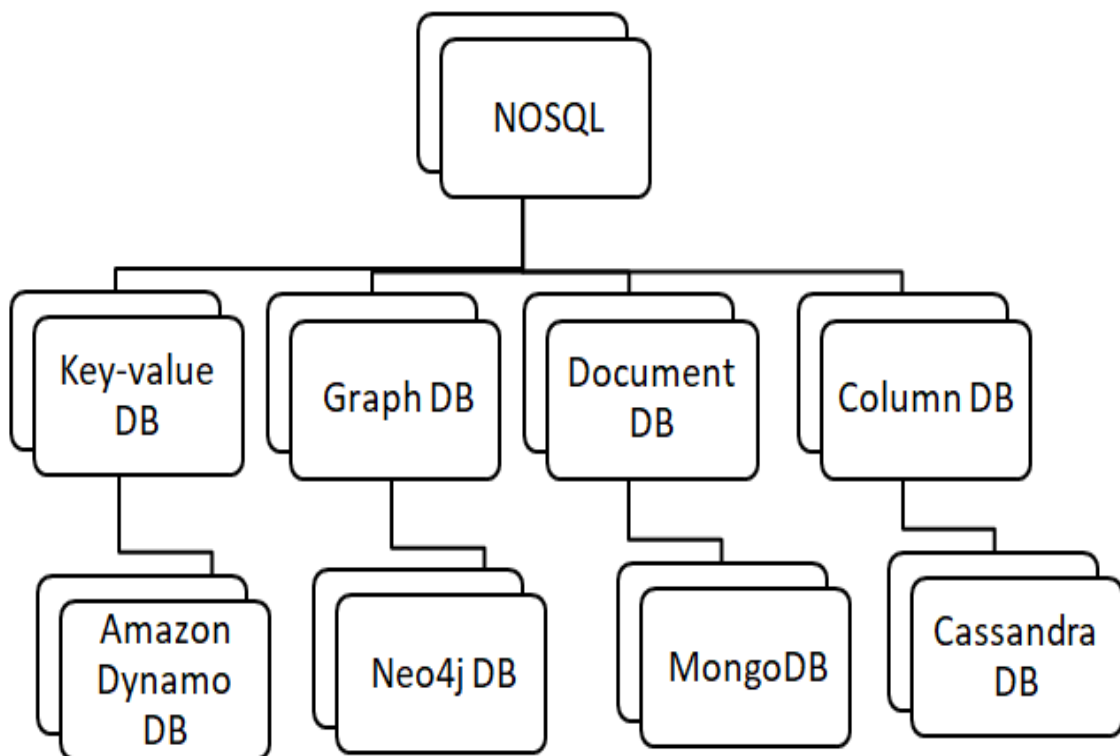 NOSQL
Key-value
DB
Graph DB
Document
DB
Column DB
Amazon
Dynamo
DB
Neo4j DB
MongoDB
Cassandra
DB